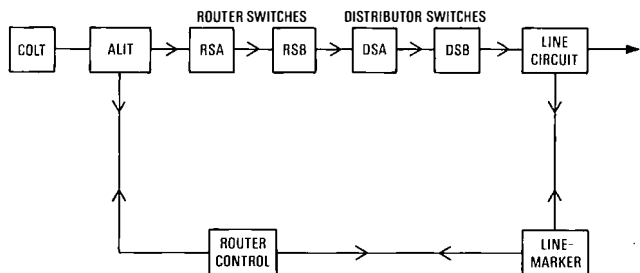 ROUTER SWITCHES
DISTRIBUTOR SWITCHES
COLT
ALIT
RSA
RSB
DSA
DSB
LINE
CIRCUIT
ROUTER
CONTROL
LINE-
MARKER